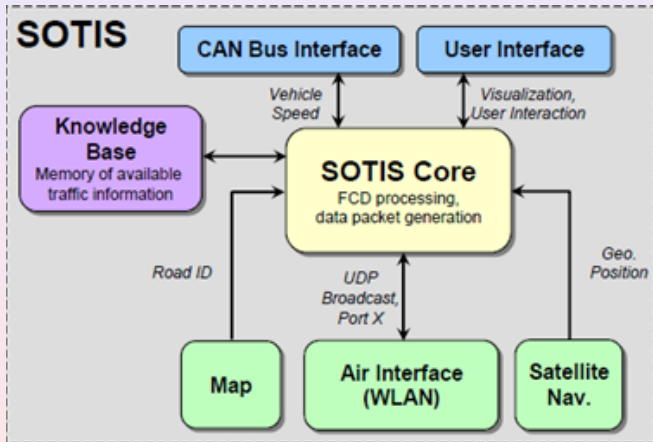 SOTIS
CAN Bus Interface
User Interface
Vehicle
Speed
Visualization,
User Interaction
Knowledge
Base
Memory of available
traffic information
SOTIS Core
FCD processing,
data packet generation
Road ID
UDP
Broadcast,
Port X
Geo.
Position
Map
Air Interface
(WLAN)
Satellite
Nav.